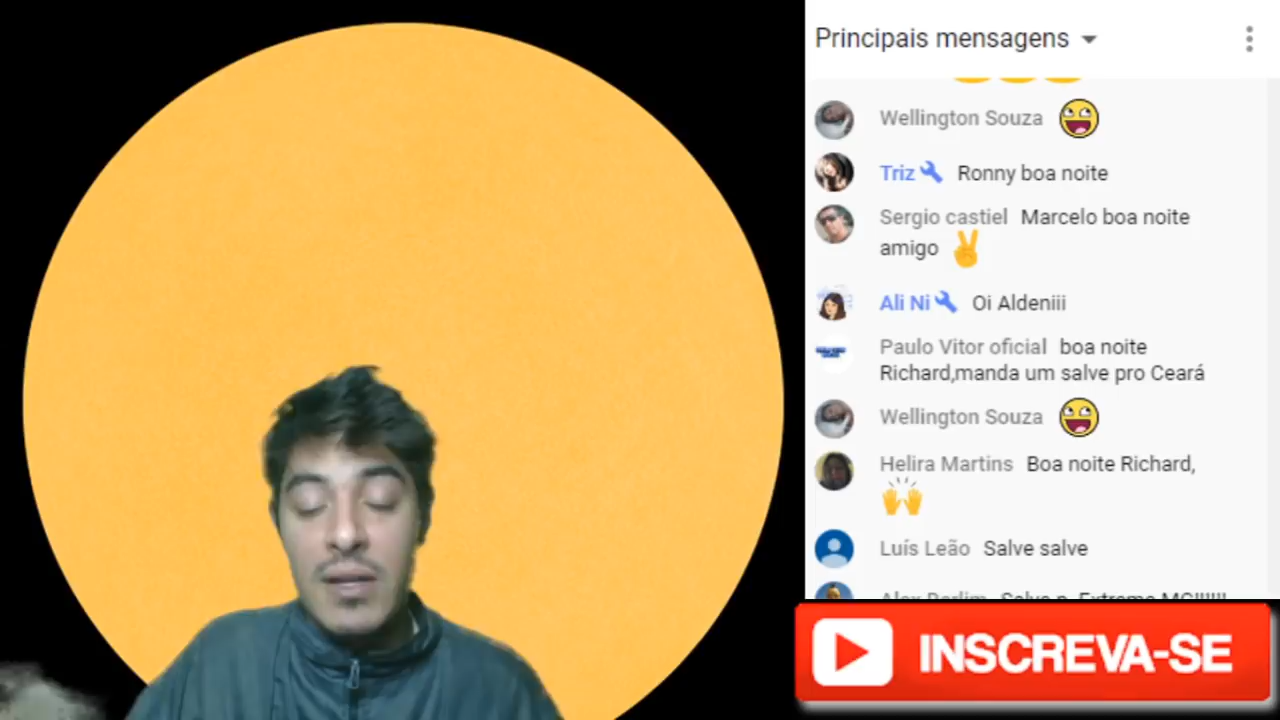 Principais mensagens
Wellington Souza
Triz Ronny boa noite
Sergio castiel Marcelo boa noite
amigo
Ali Ni Oi Aldeniii
Paulo Vitor oficial boa noite
Richard,manda um salve pro Ceará
Wellington Souza
Helira Martins Boa noite Richard,
Luís Leão Salve salve
INSCREVA-SE